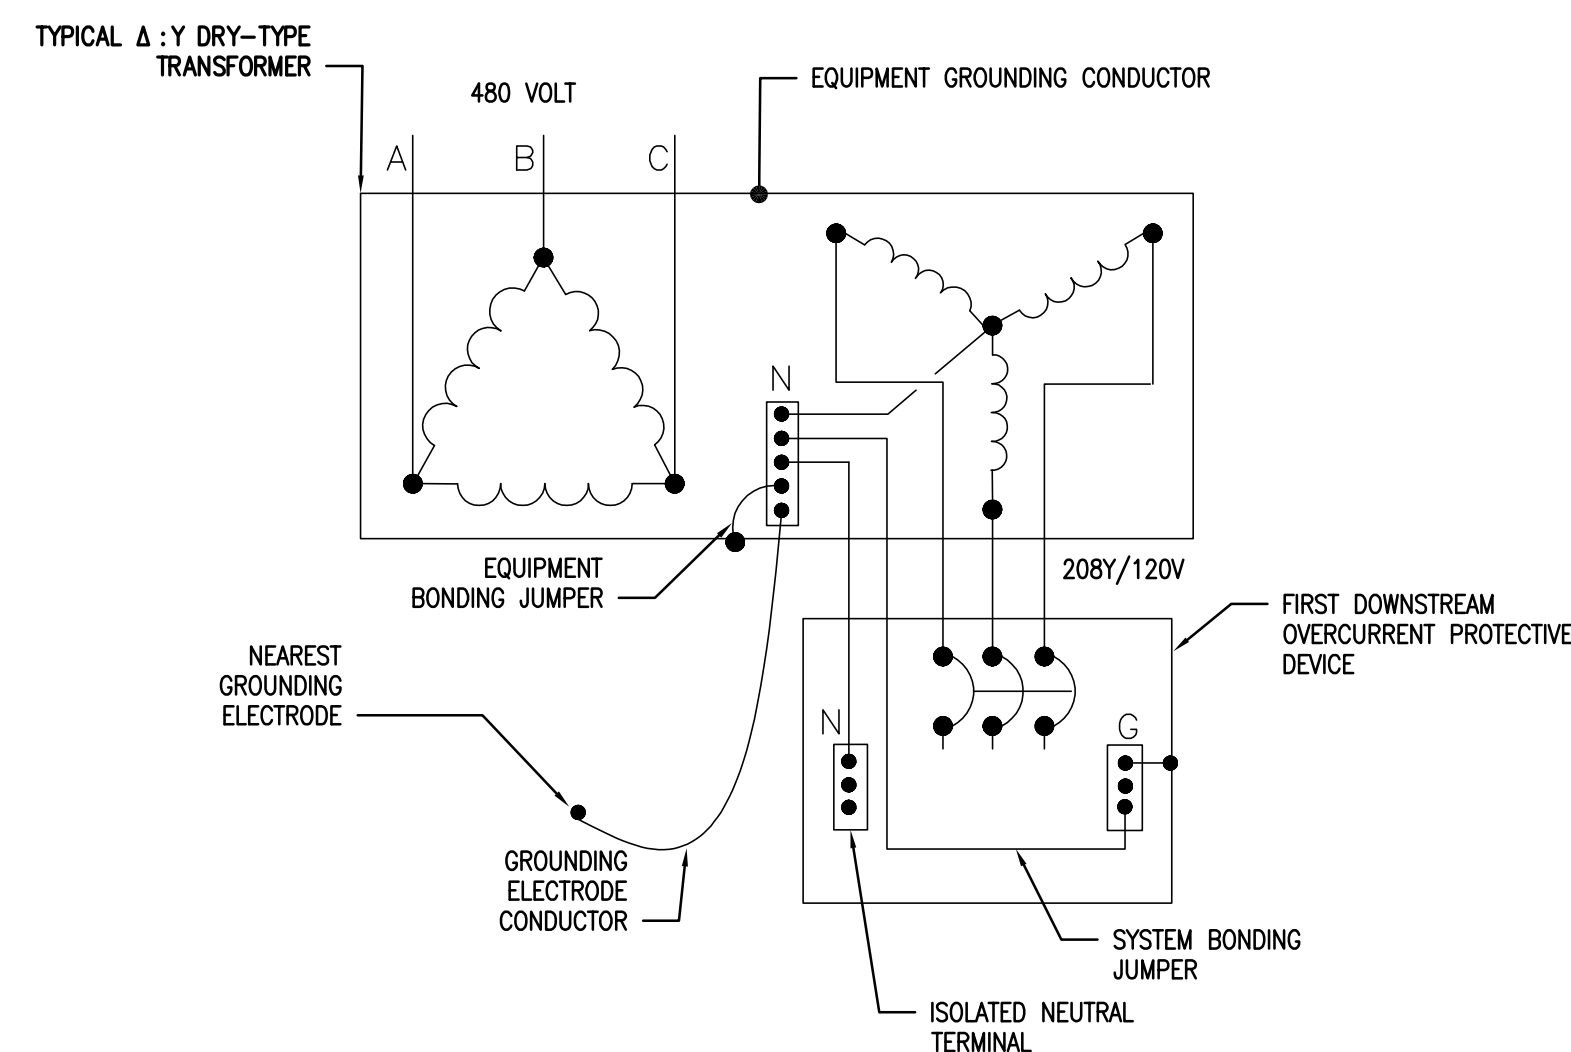 TYPICAL Δ :Y DRY-TYPE
TRANSFORMER
480 VOLT
EQUIPMENT GROUNDING CONDUCTOR
A
B
C
N
EQUIPMENT
BONDING JUMPER
208Y/120V
FIRST DOWNSTREAM
OVERCURRENT PROTECTIVE
DEVICE
NEAREST
GROUNDING
ELECTRODE
N
G
GROUNDING
ELECTRODE
CONDUCTOR
SYSTEM BONDING
JUMPER
ISOLATED NEUTRAL
TERMINAL